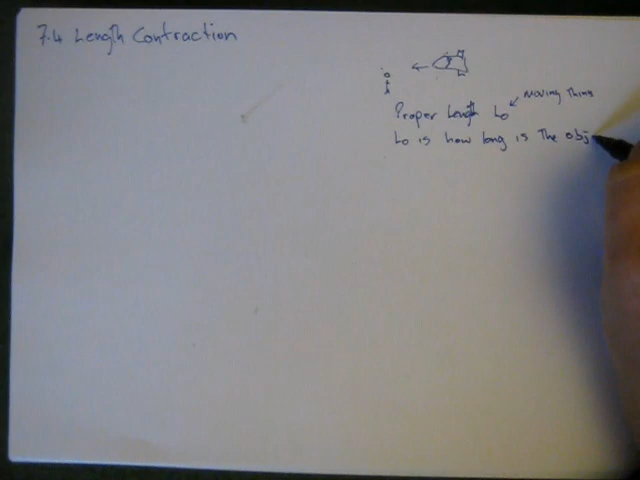 7.4 Length Contraction
Moving Thing
Proper Length Lo
Lo is how long is The obj